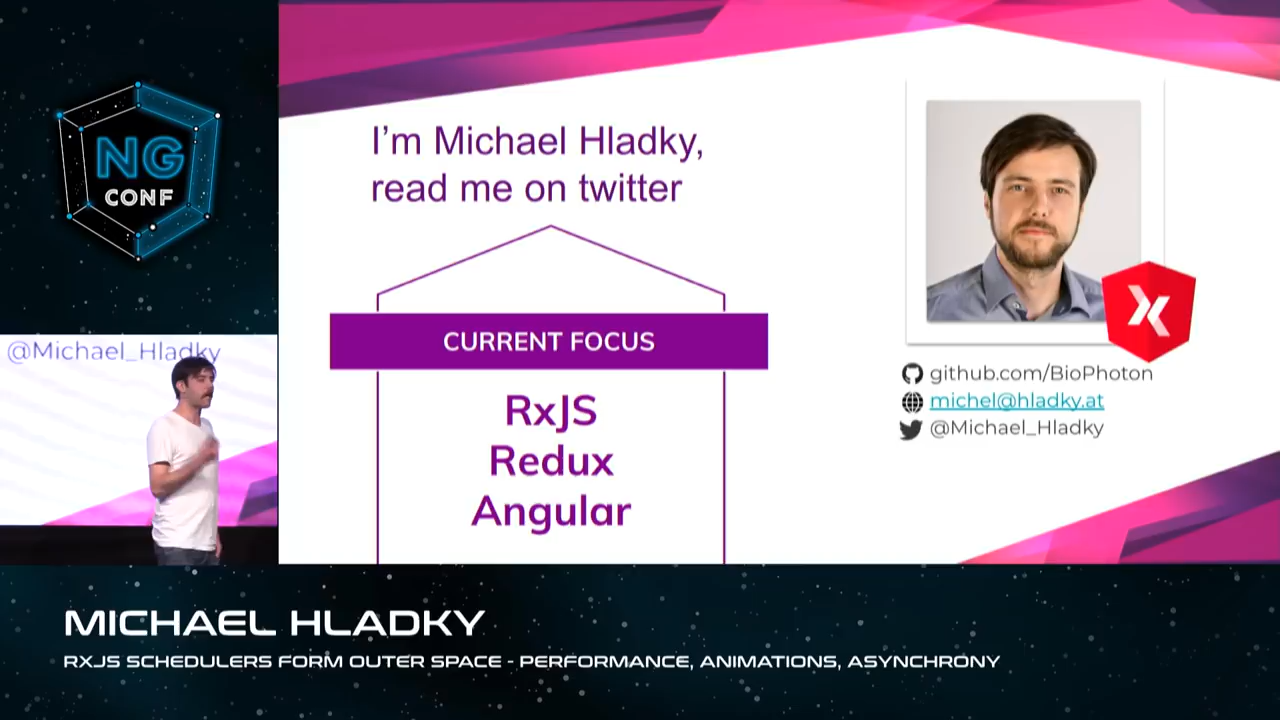 NG
CONF
@Michael_Hladky
I'm Michael Hladky,
read me on twitter
CURRENT FOCUS
RxJS
Redux
Angular
github.com/BioPhoton
michel@hladky.at
@Michael_Hladky
MICHAEL HLADKY
RXJS SCHEDULERS FORM OUTER SPACE - PERFORMANCE, ANIMATIONS, ASYNCHRONY